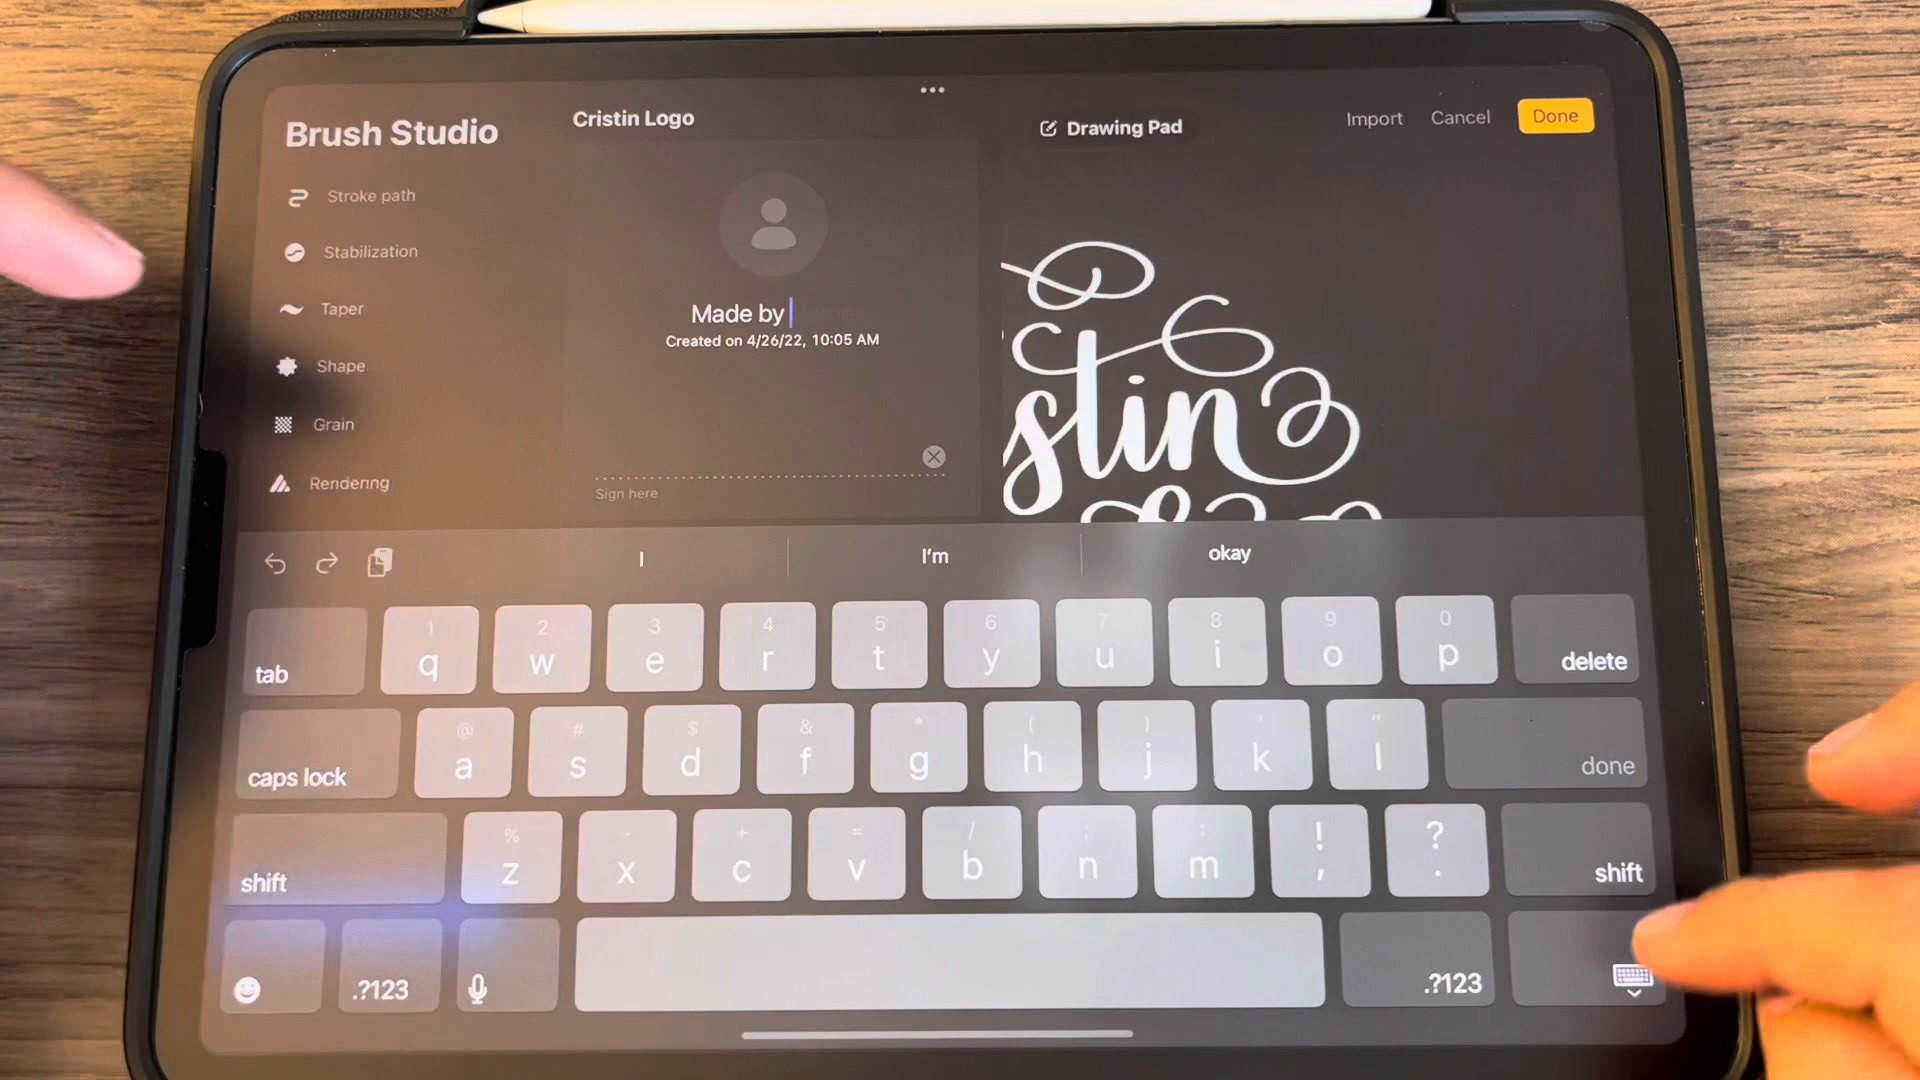 Brush Studio
Stroke path
Stabilization
Taper
Shape
Grain
Rendering
Cristin Logo
Made by
Created on 4/26/22, 10:05 AM
Sign here
Drawing Pad
Import
Cancel
Done
stin
I
I'm
okay
tab
1 2 3 4 5 6 7 8 9 0
q w e r t y u i o p
delete
@ # $ & * ( ) ' "
caps lock
a s d f g h j k l
done
% - + = / ; : ! ?
shift
z x c v b n m , .
shift
.?123
.?123